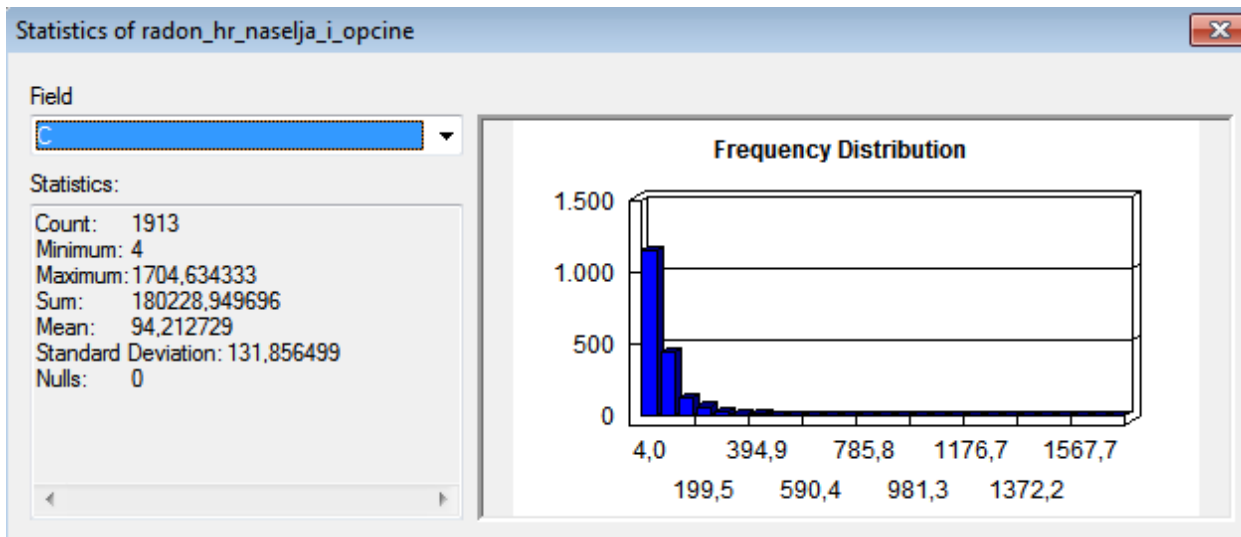 Statistics of radon_hr_naselja_i_opcine
Field
C
Statistics:
Count: 1913
Minimum: 4
Maximum: 1704,634333
Sum: 180228,949696
Mean: 94,212729
Standard Deviation: 131,856499
Nulls: 0
Frequency Distribution
1.500
1.000
500
0
4,0 394,9 785,8 1176,7 1567,7
199,5 590,4 981,3 1372,2